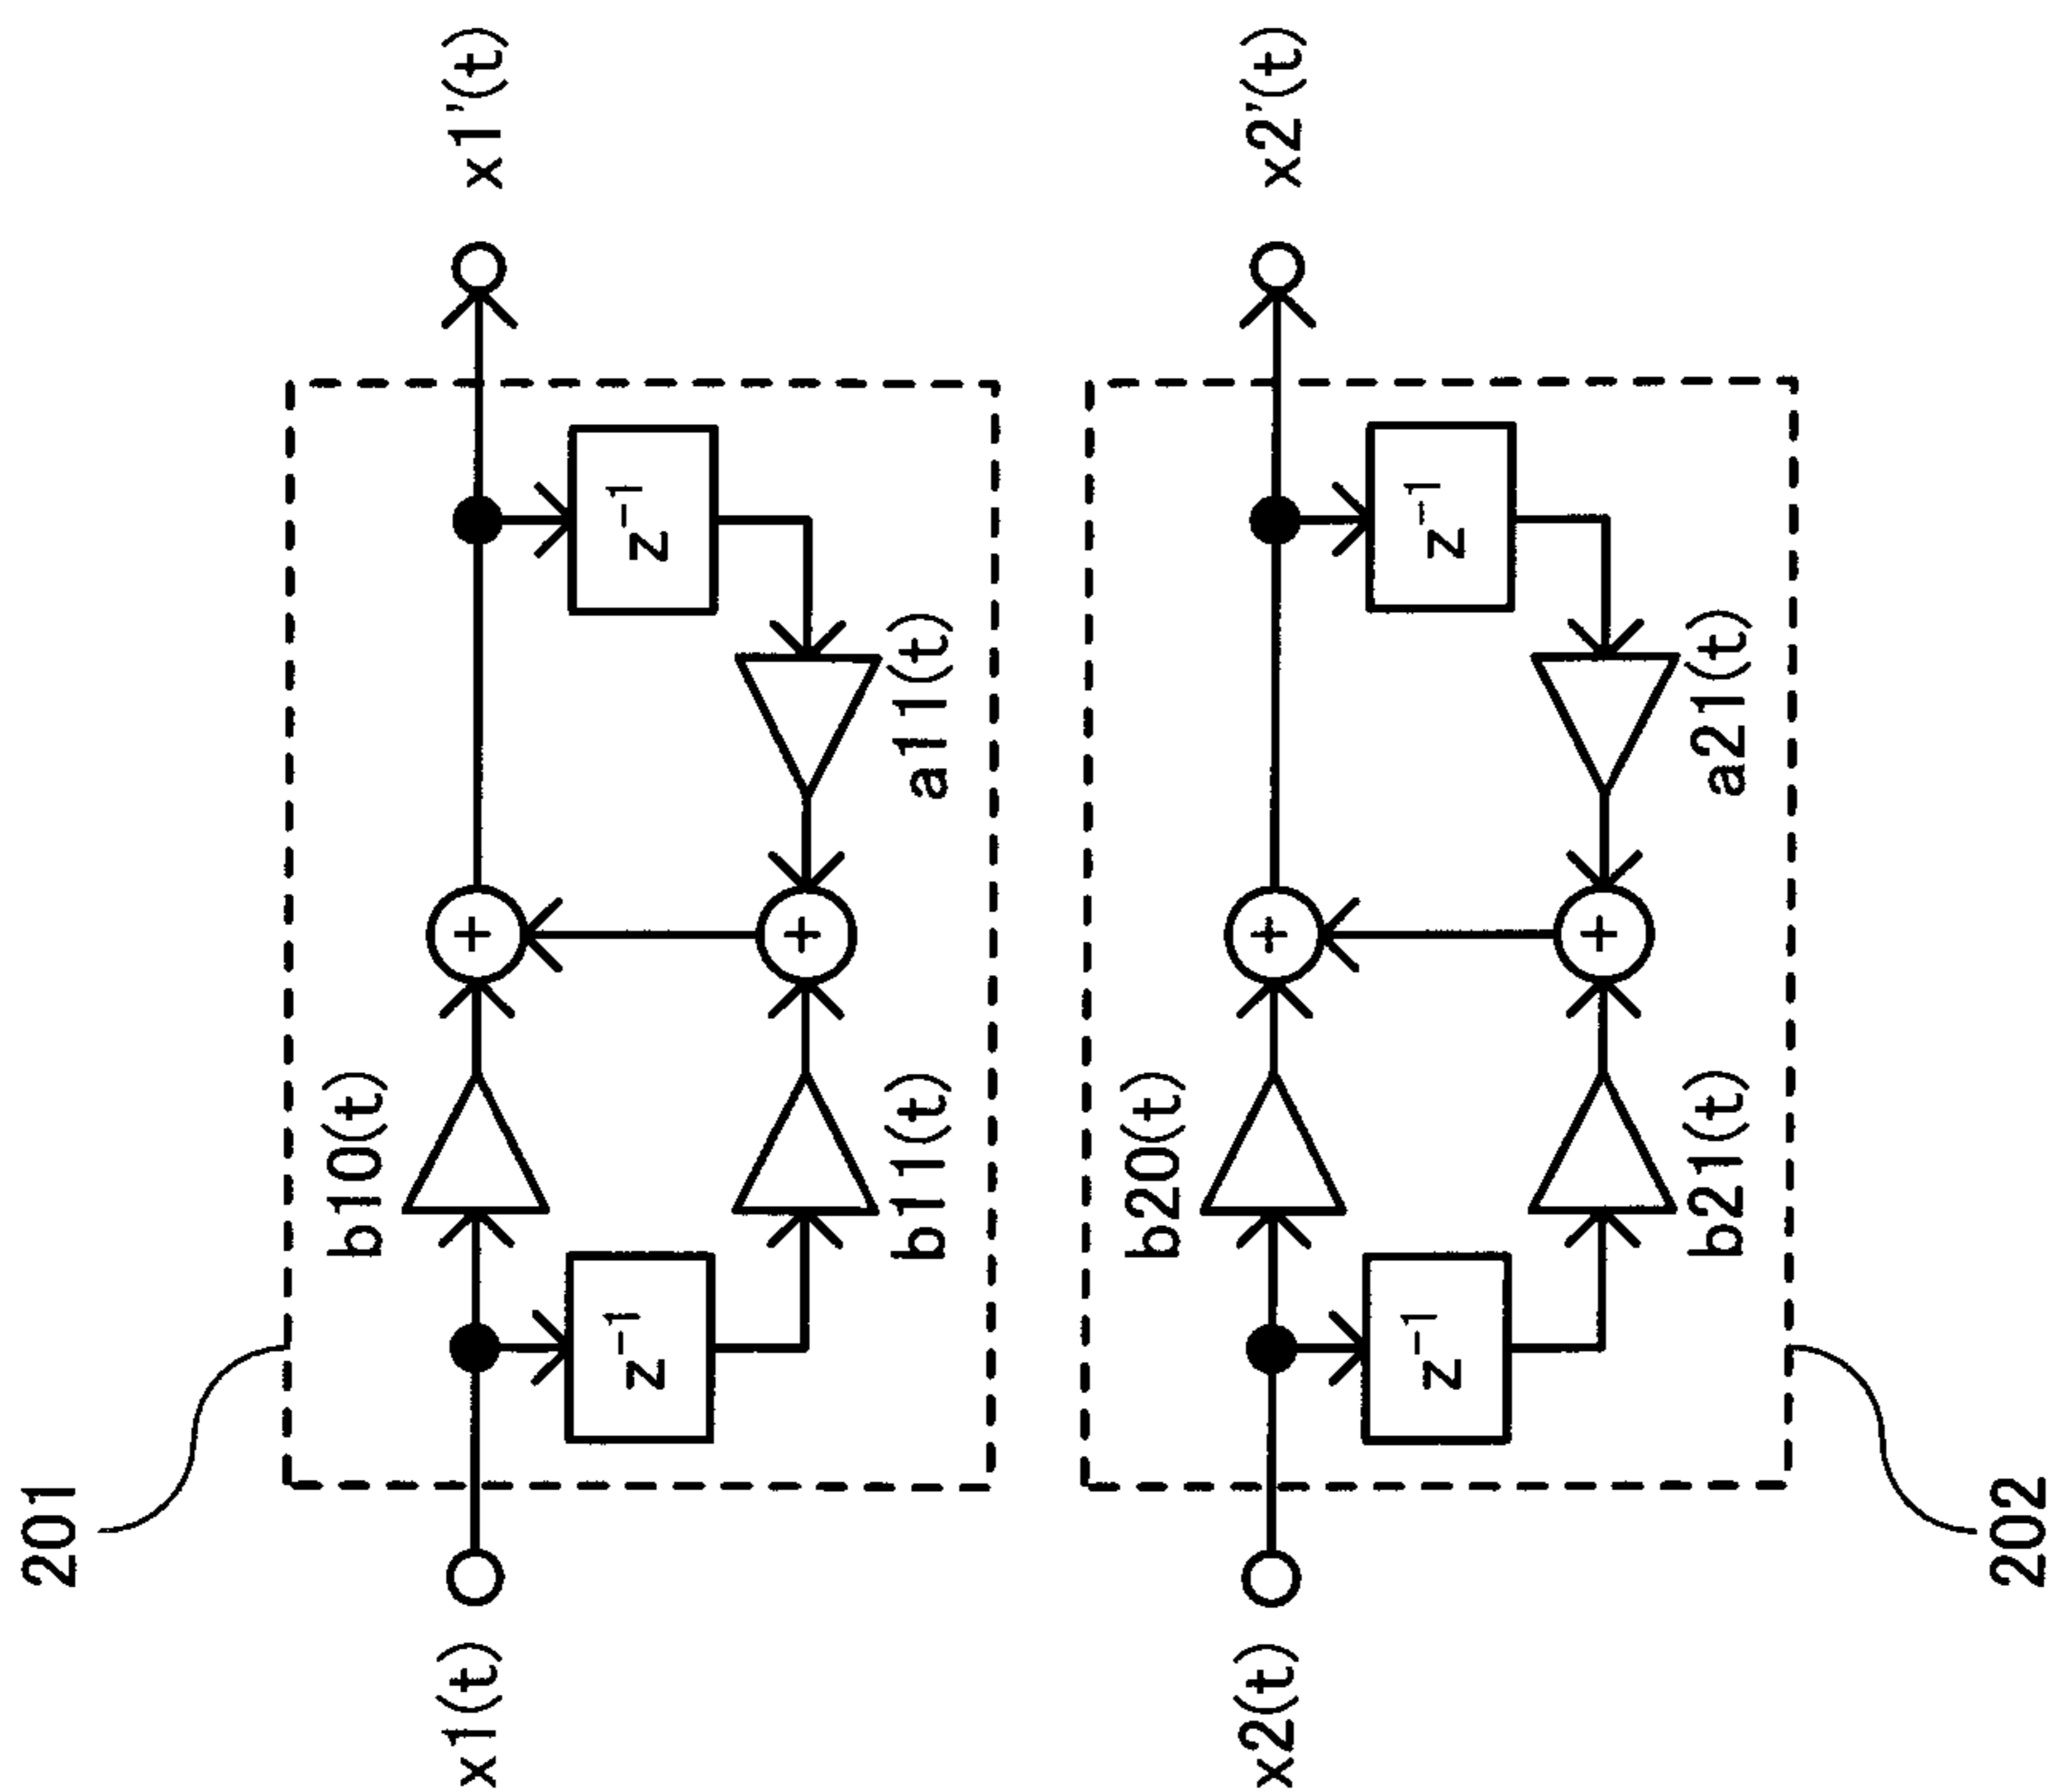 201
x1(t)
b10(t)
+
x1'(t)
z⁻¹
z⁻¹
b11(t)
+
a11(t)
x2(t)
b20(t)
+
x2'(t)
z⁻¹
z⁻¹
b21(t)
+
a21(t)
202